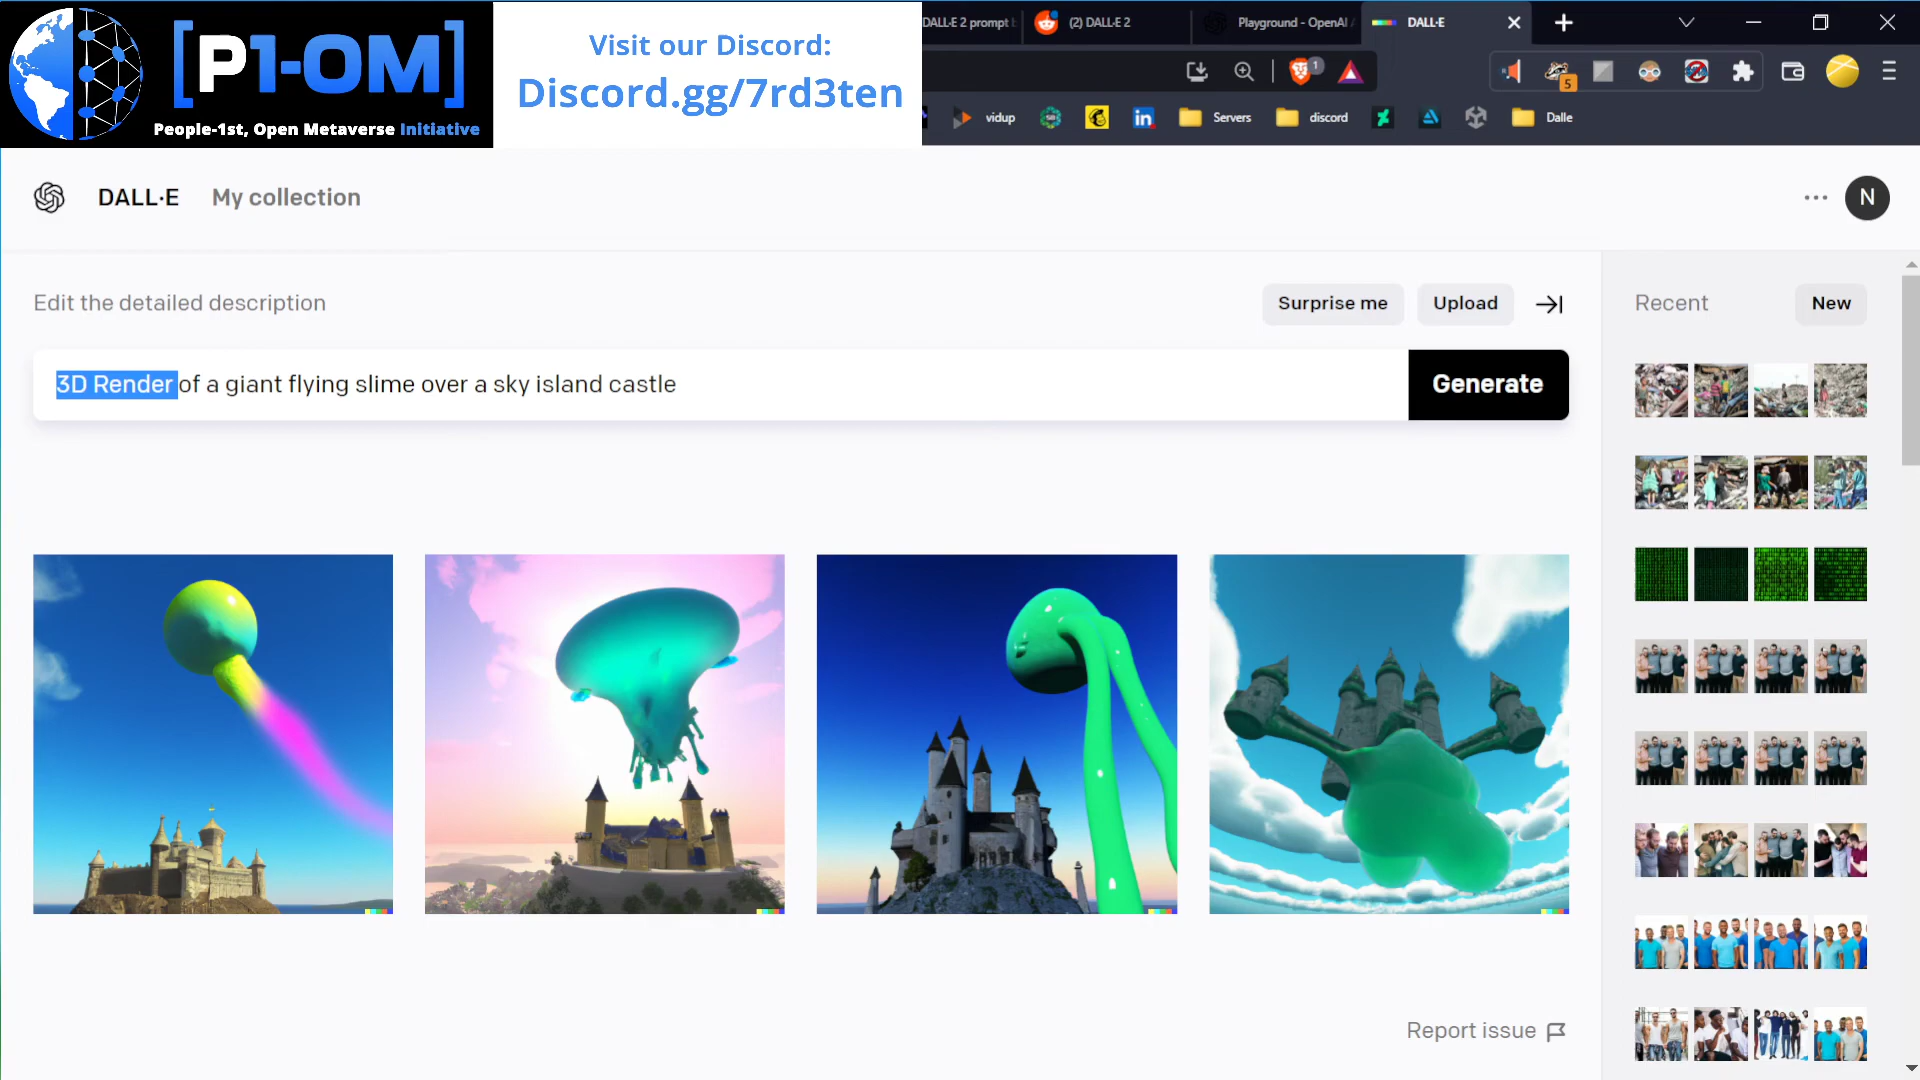 [P1-OM]
People-1st, Open Metaverse Initiative
Visit our Discord:
Discord.gg/7rd3ten
DALL·E 2 prompt
(2) DALL·E 2
Playground - OpenAI
DALL·E
1
5
vidup
Servers
discord
Dalle
DALL·E
My collection
N
Edit the detailed description
Surprise me
Upload
Recent
New
3D Render of a giant flying slime over a sky island castle
Generate
Report issue